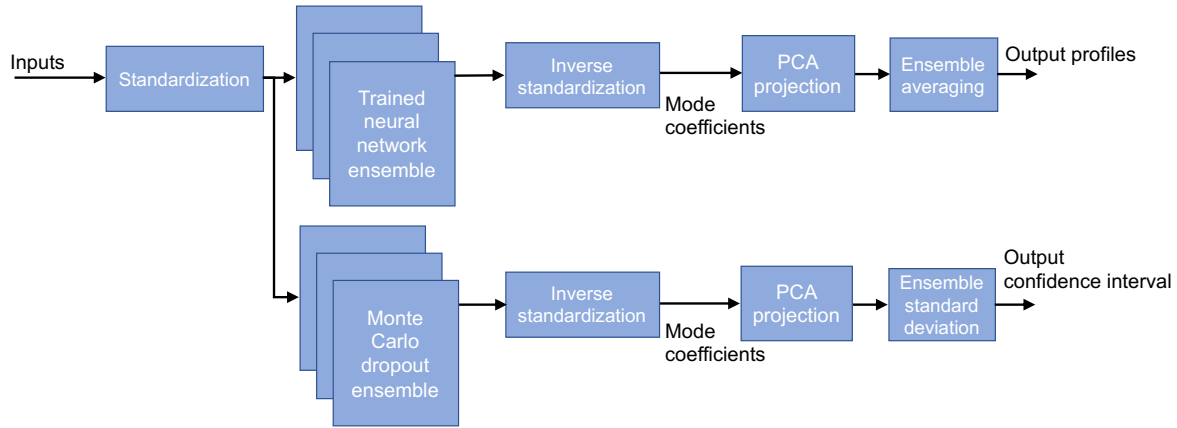 Inputs
Standardization
Trained
neural
network
ensemble
Inverse
standardization
Mode
coefficients
PCA
projection
Ensemble
averaging
Output profiles
Monte
Carlo
dropout
ensemble
Inverse
standardization
Mode
coefficients
PCA
projection
Ensemble
standard
deviation
Output
confidence interval